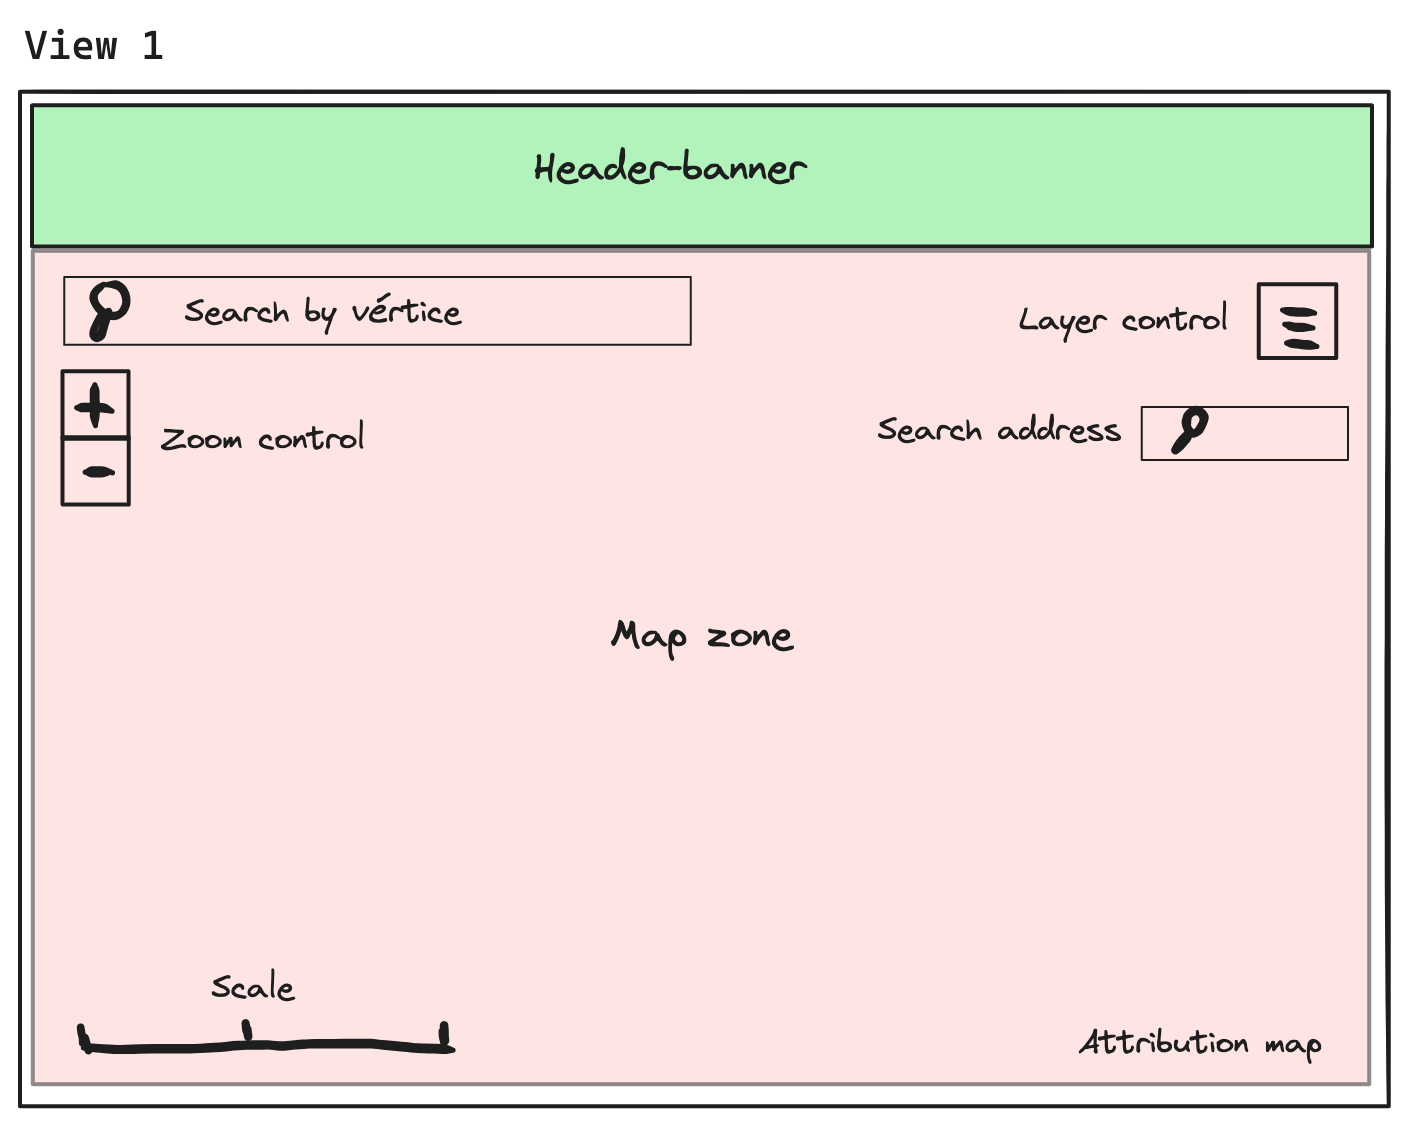 View 1
Header-banner
Search by vértice
Layer control
Search address
Zoom control
Map zone
Scale
Attribution map